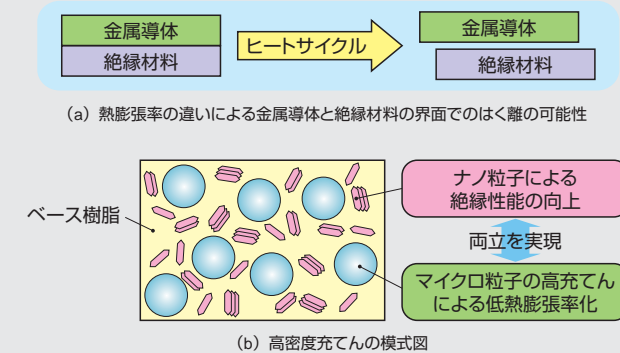 金属導体
絶縁材料
ヒートサイクル
金属導体
絶縁材料
(a) 熱膨張率の違いによる金属導体と絶縁材料の界面でのはく離の可能性
ベース樹脂
ナノ粒子による
絶縁性能の向上
両立を実現
マイクロ粒子の高充てん
による低熱膨張率化
(b) 高密度充てんの模式図